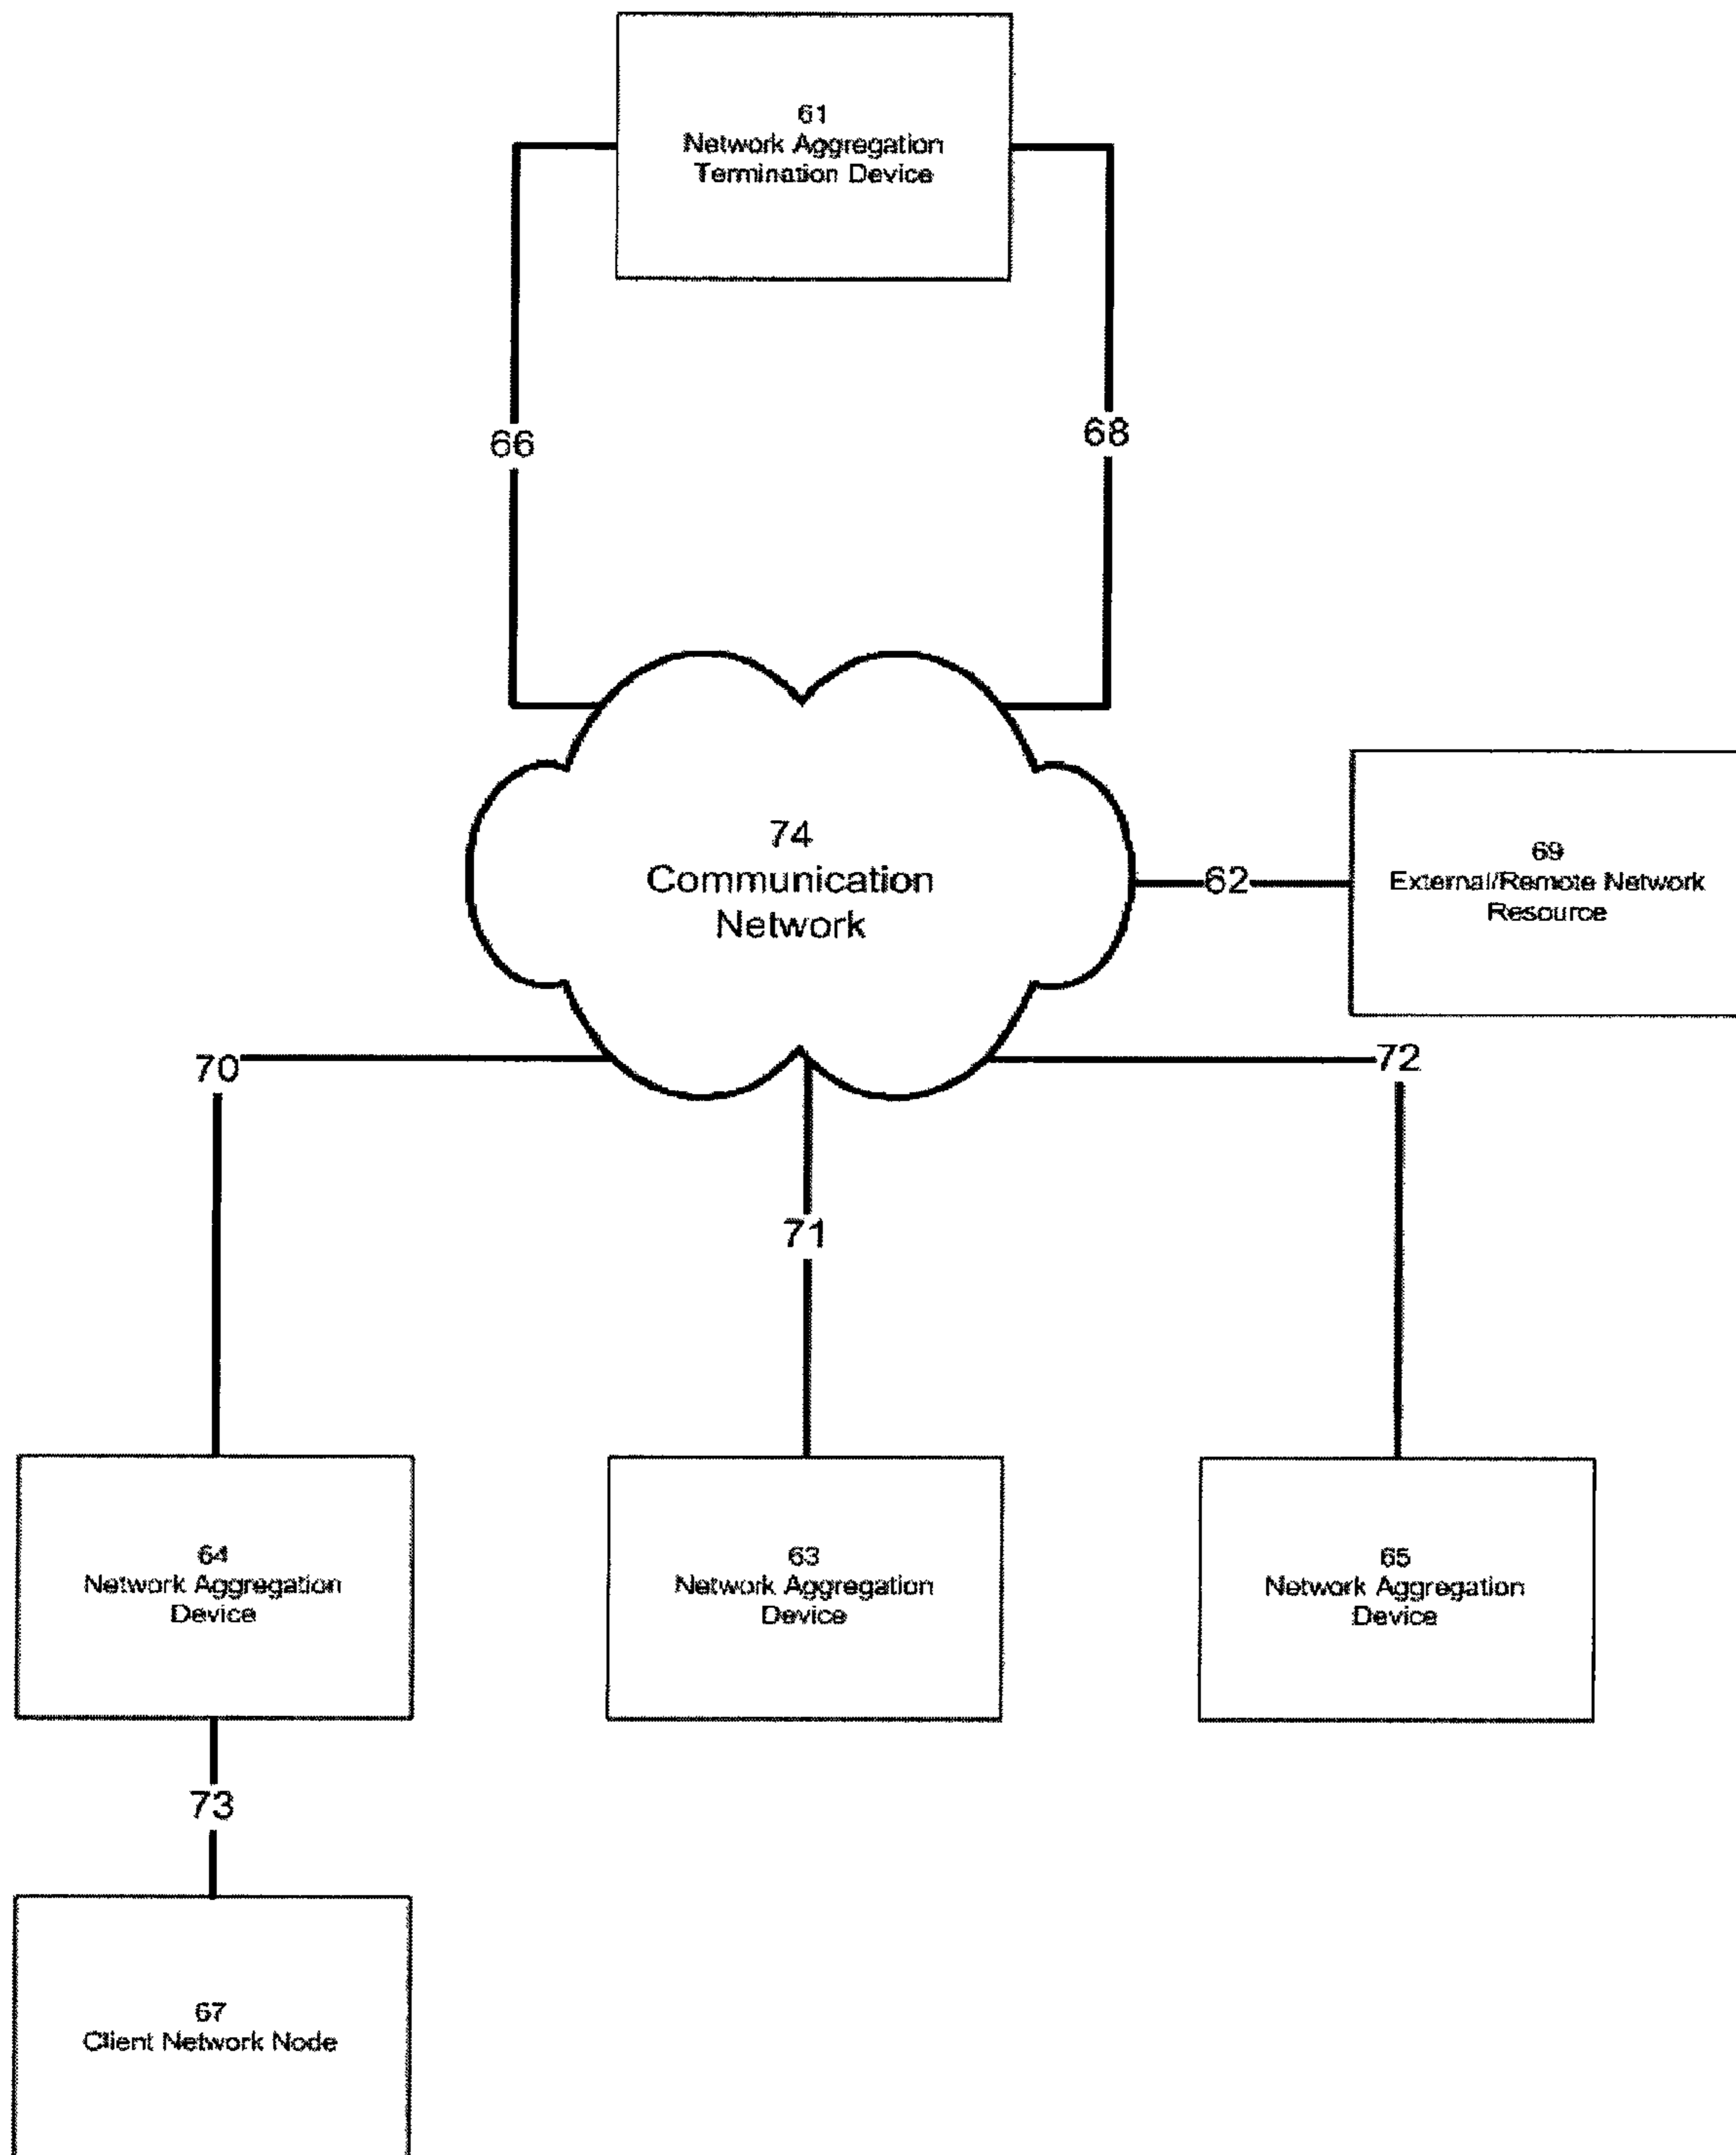 61
Network Aggregation
Termination Device
66
68
74
Communication
Network
62
69
External/Remote Network
Resource
70
72
71
64
Network Aggregation
Device
63
Network Aggregation
Device
65
Network Aggregation
Device
73
67
Client Network Node